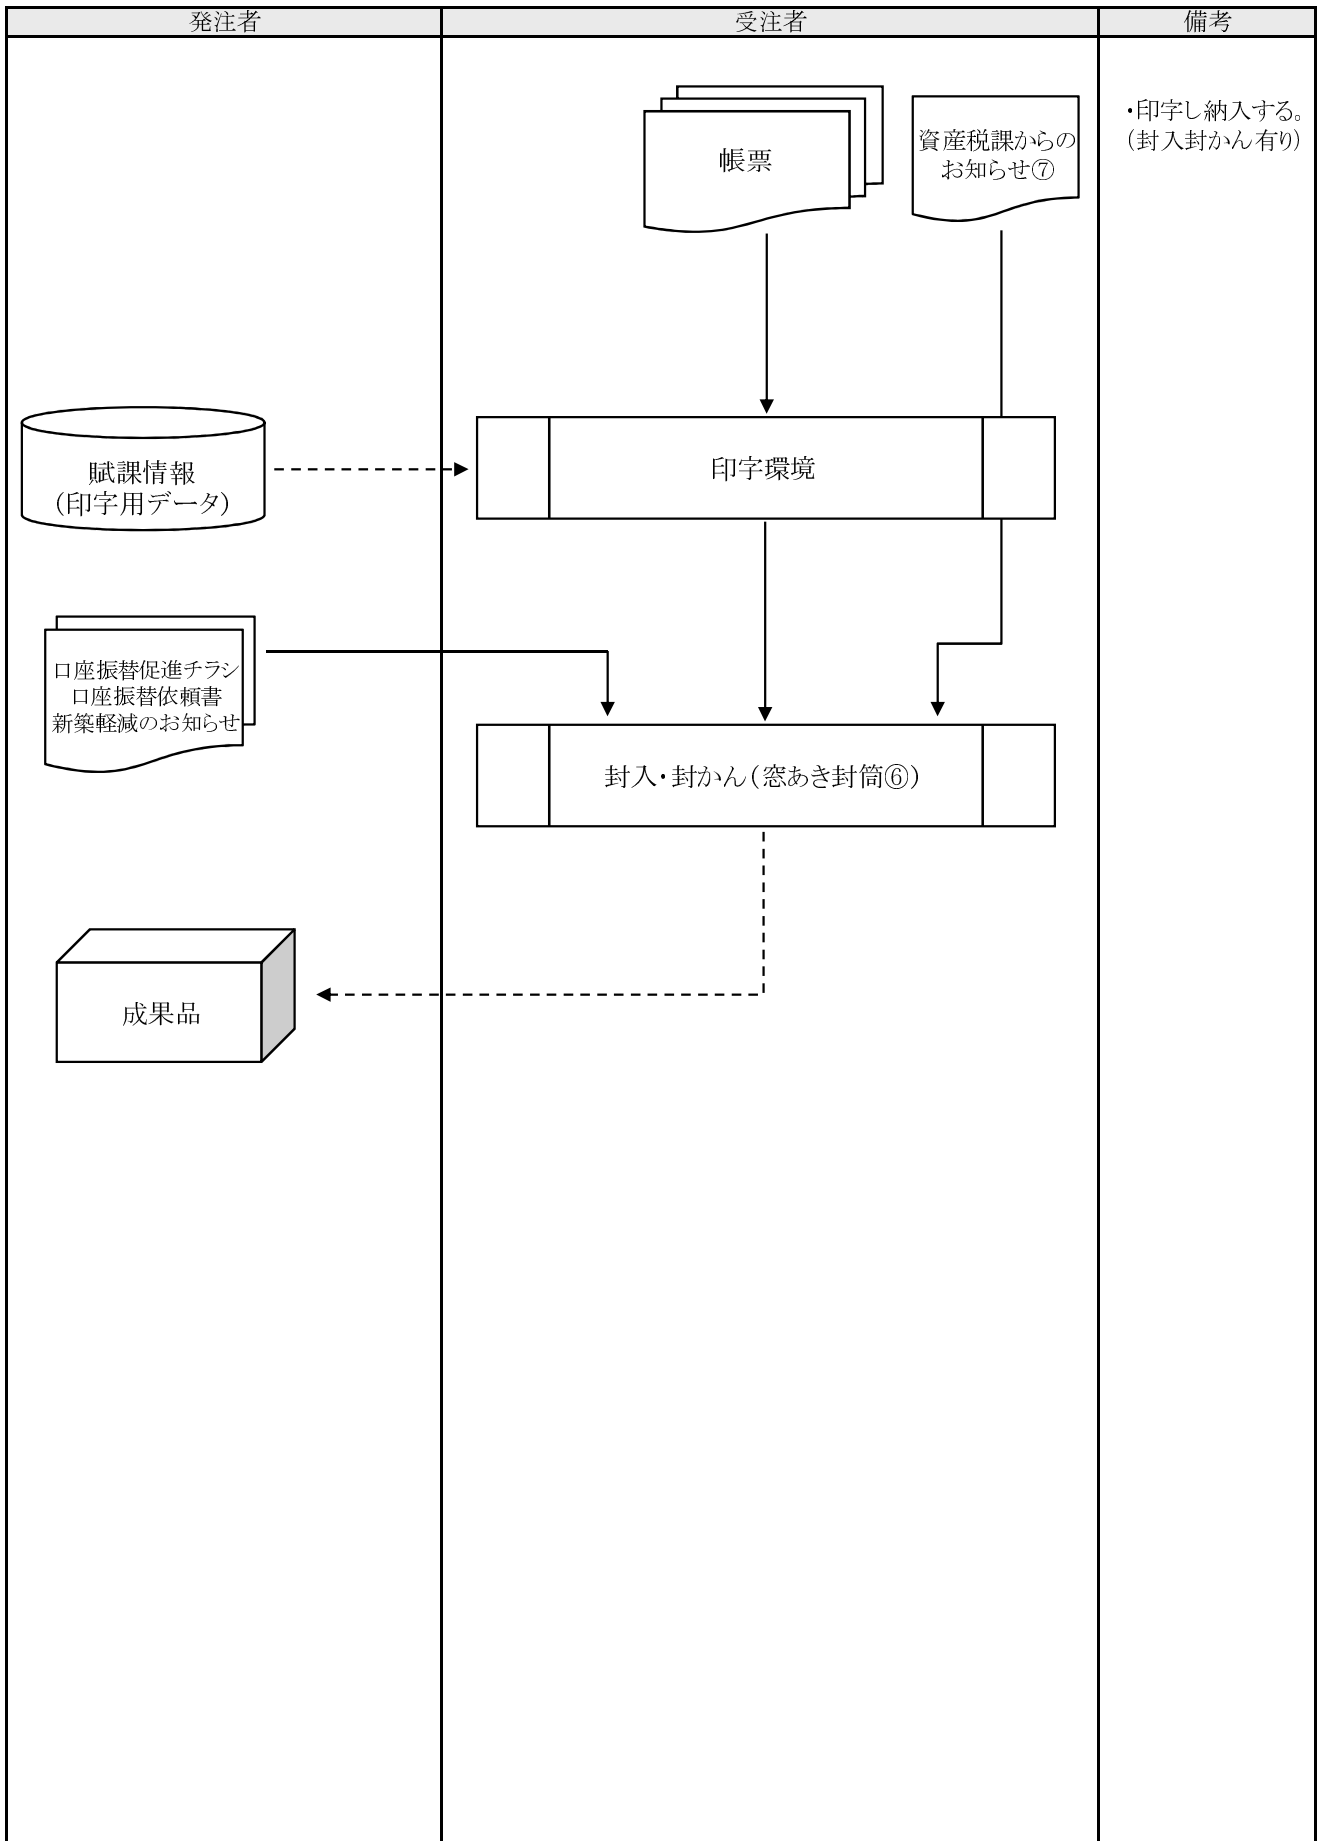 発注者
受注者
備考
帳票
資産税課からの
お知らせ⑦
・印字し納入する。
（封入封かん有り）
賦課情報
（印字用データ）
印字環境
口座振替促進チラシ
口座振替依頼書
新築軽減のお知らせ
封入・封かん（窓あき封筒⑥）
成果品